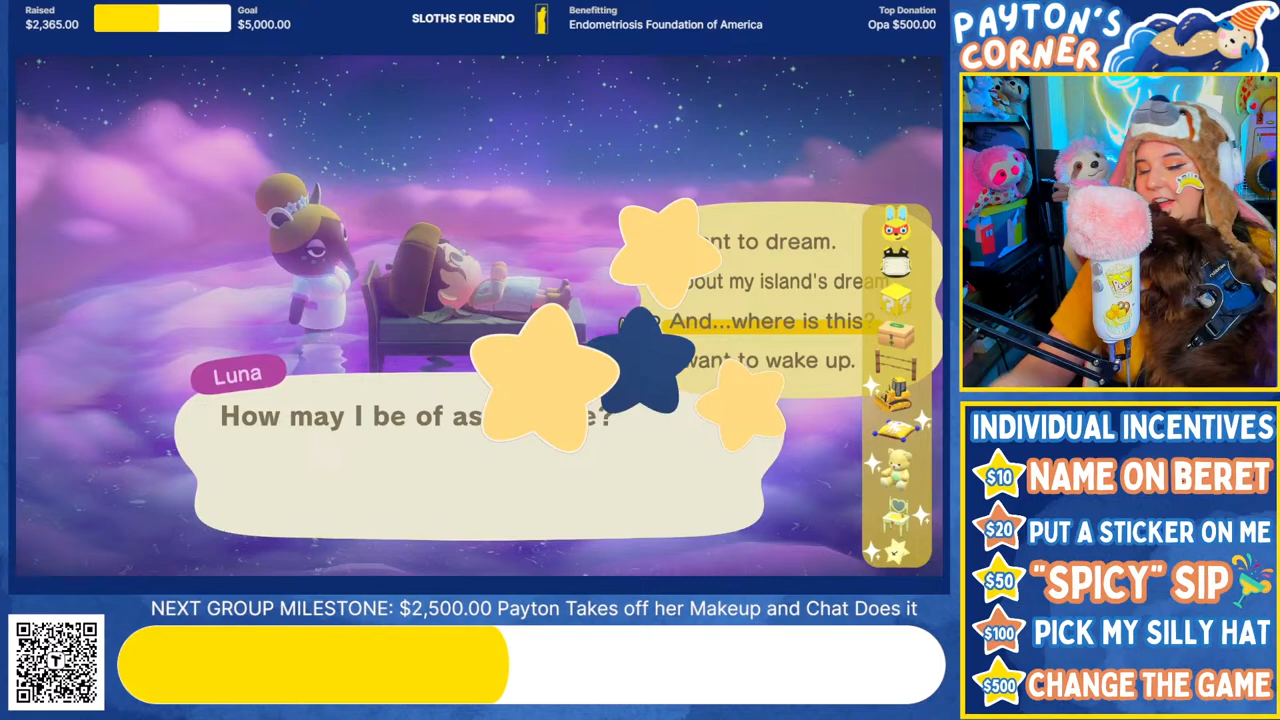 Raised
$2,365.00
Goal
$5,000.00
SLOTHS FOR ENDO
Benefitting
Endometriosis Foundation of America
Top Donation
Opa $500.00
PAYTON'S
CORNER
to dream.
my island's dream
And...where is this?
want to wake up.
Luna
How may I be of as e?
NEXT GROUP MILESTONE: $2,500.00 Payton Takes off her Makeup and Chat Does it
INDIVIDUAL INCENTIVES
$10 NAME ON BERET
$20 PUT A STICKER ON ME
$50 "SPICY" SIP
$100 PICK MY SILLY HAT
$500 CHANGE THE GAME